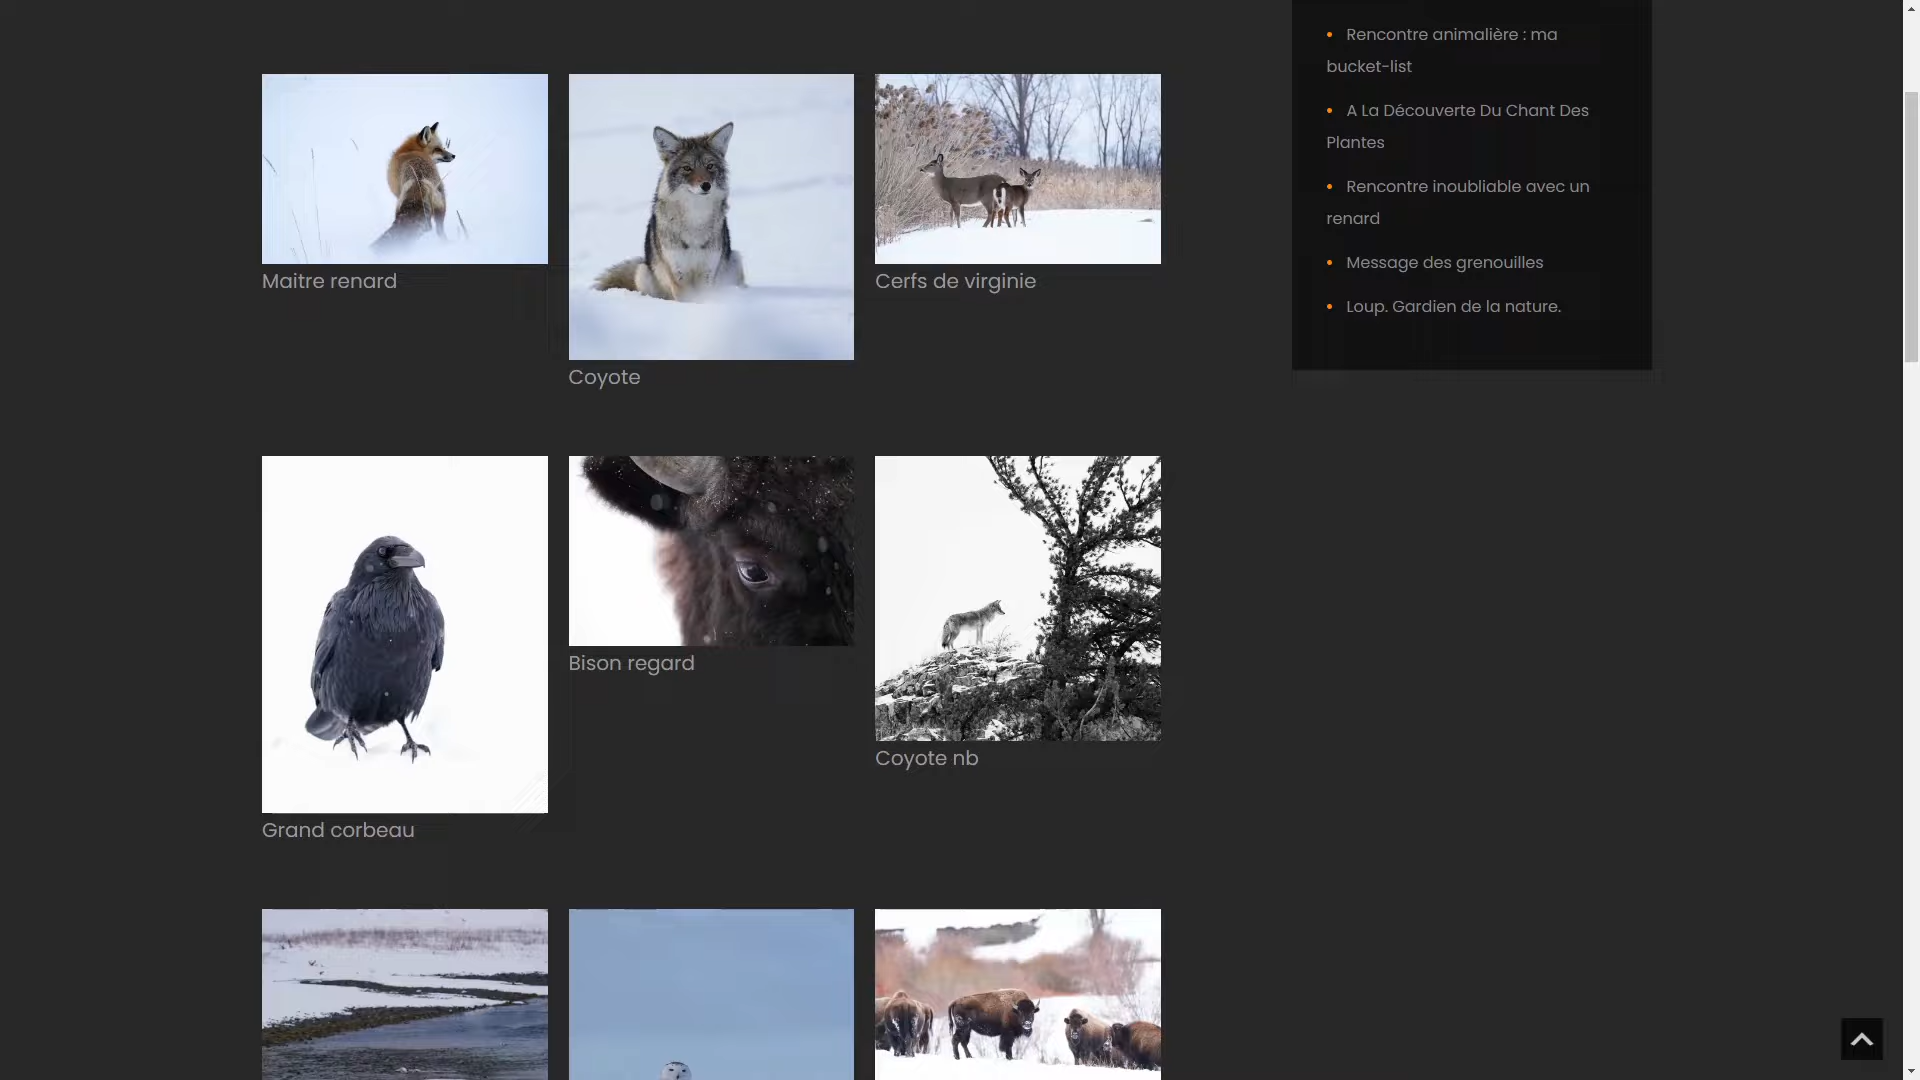 Rencontre animalière : ma
bucket-list
A La Découverte Du Chant Des
Plantes
Rencontre inoubliable avec un
renard
Message des grenouilles
Loup. Gardien de la nature.
Maitre renard
Coyote
Cerfs de virginie
Grand corbeau
Bison regard
Coyote nb